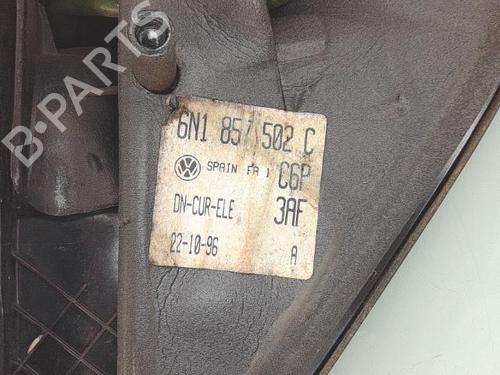 B-PARTS
6N1 857 502 C
SPAIN FA 1 C6P
DN-CUR-ELE 3AF
22-10-96 A